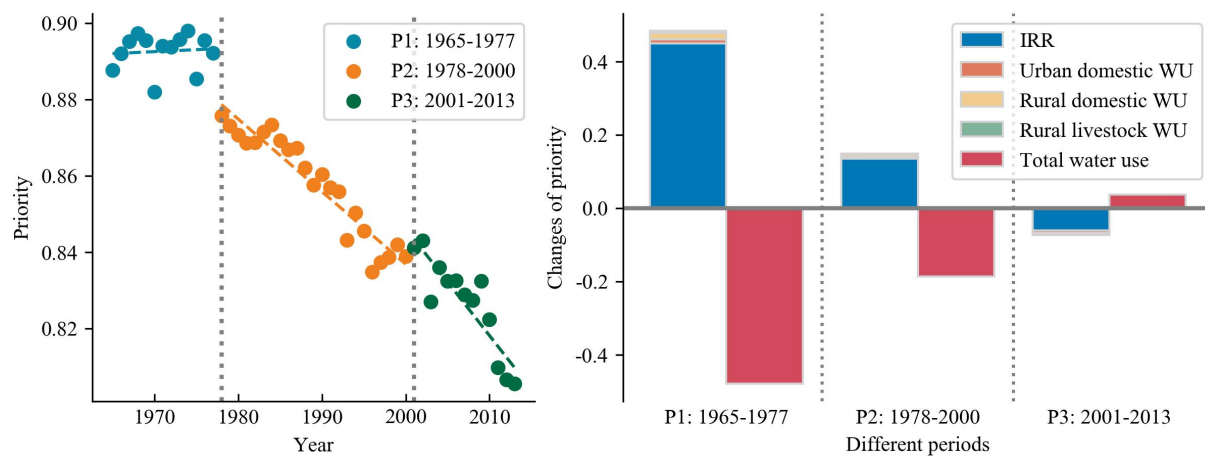 0.90
0.88
0.86
0.84
0.82
Priority
1970
1980
1990
2000
2010
Year
P1: 1965-1977
P2: 1978-2000
P3: 2001-2013
0.4
0.2
0.0
-0.2
-0.4
Changes of priority
IRR
Urban domestic WU
Rural domestic WU
Rural livestock WU
Total water use
P1: 1965-1977
P2: 1978-2000
P3: 2001-2013
Different periods